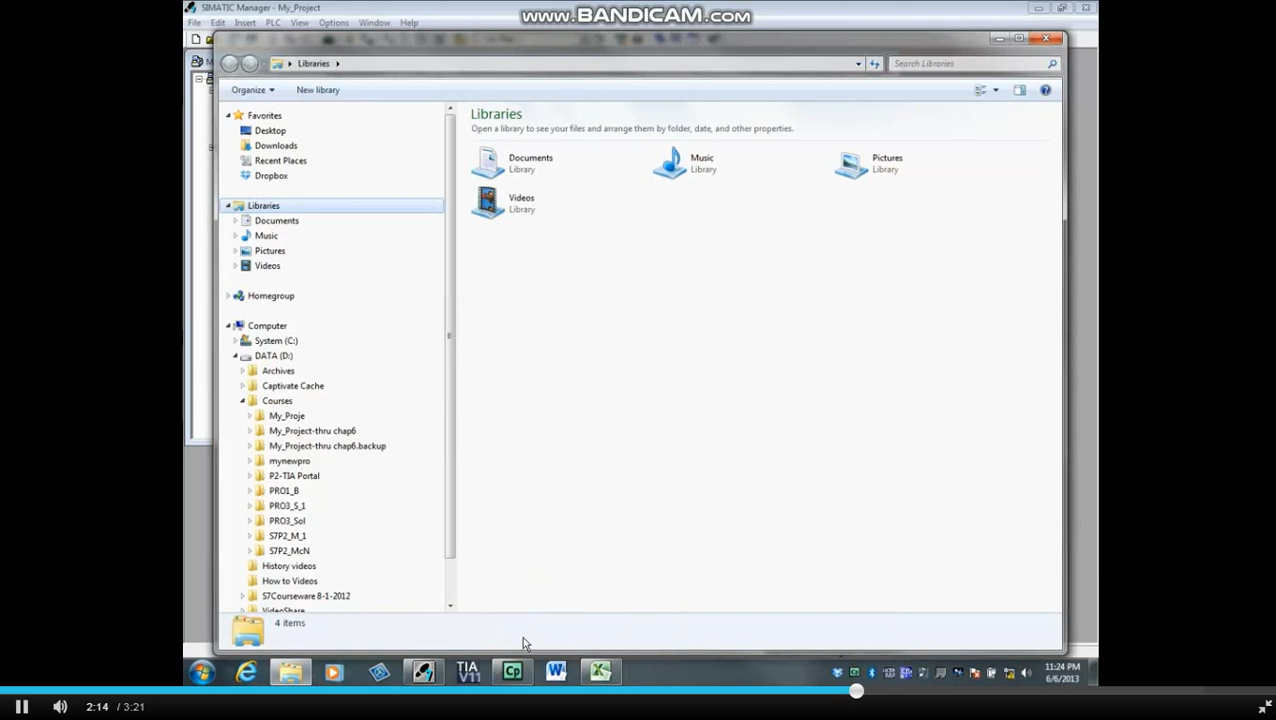 SIMATIC Manager - My_Project
www.BANDICAM.com
File Edit Insert PLC View Options Window Help
Libraries
Search Libraries
Organize New library
Favorites
Desktop
Downloads
Recent Places
Dropbox
Libraries
Documents
Music
Pictures
Videos
Homegroup
Computer
System (C:)
DATA (D:)
Archives
Captivate Cache
Courses
My_Proje
My_Project-thru chap6
My_Project-thru chap6.backup
mynewpro
P2-TIA Portal
PRO1_B
PRO3_S_1
PRO3_Sol
S7P2_M_1
S7P2_McN
History videos
How to Videos
S7Courseware 8-1-2012
VideoShare
Libraries
Open a library to see your files and arrange them by folder, date, and other properties.
Documents
Library
Music
Library
Pictures
Library
Videos
Library
4 items
TIA
V11
Cp
W
X
11:24 PM
6/6/2013
2:14 / 3:21